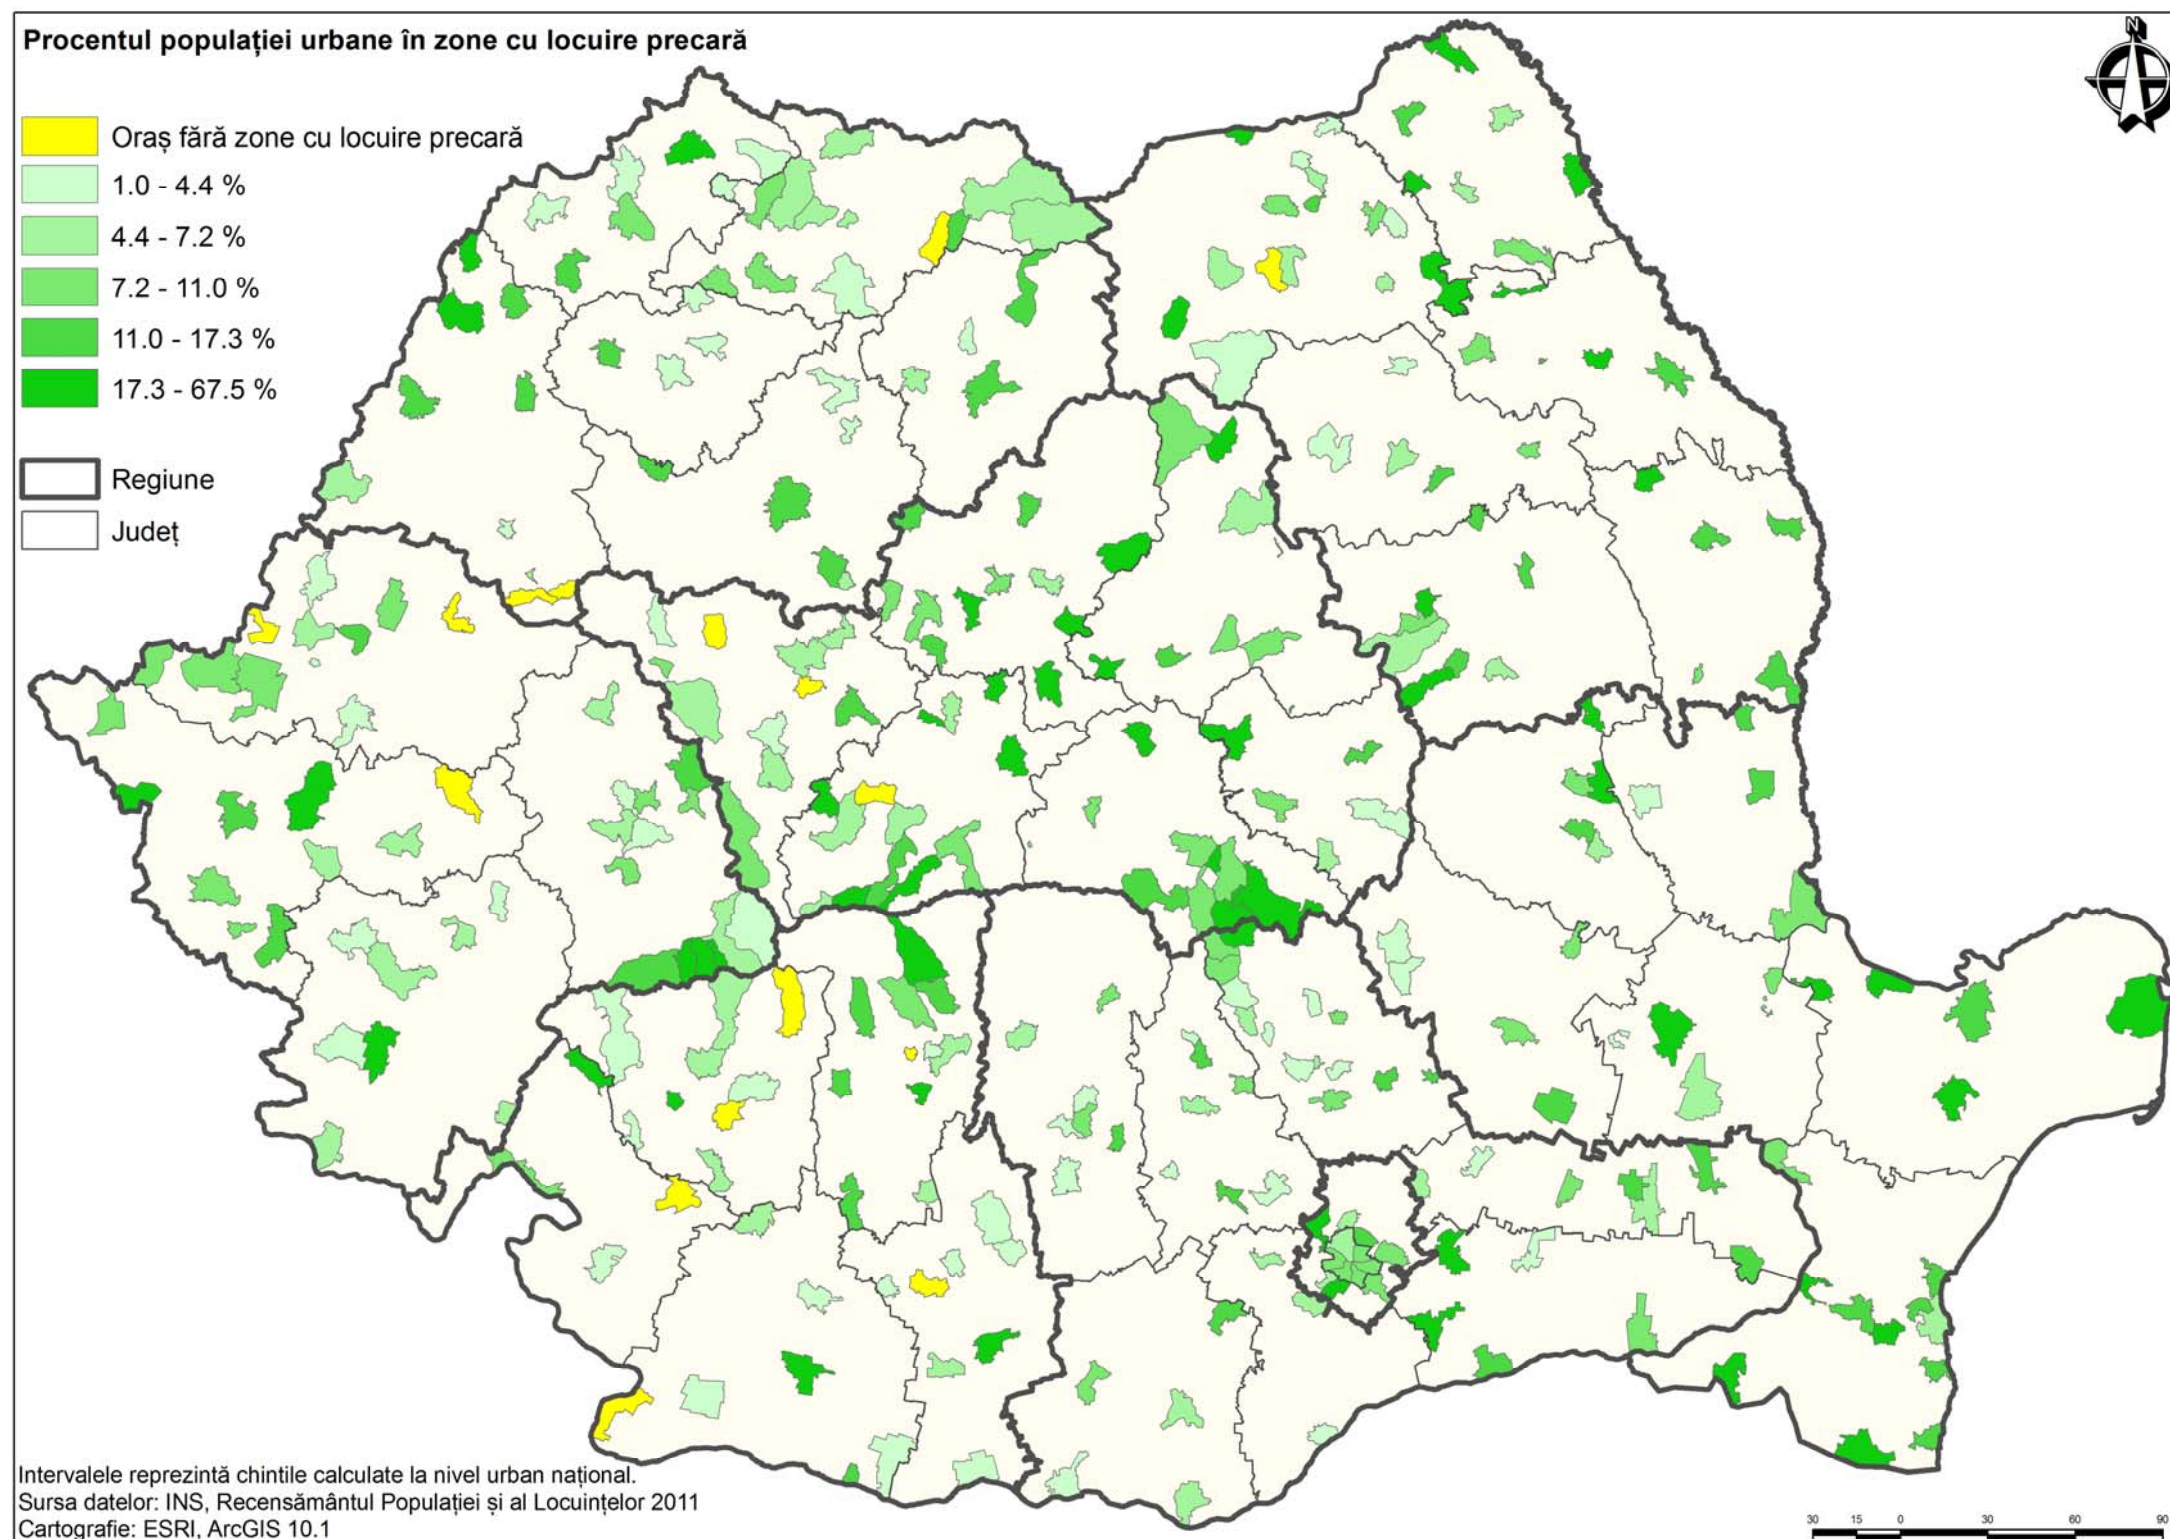 Procentul populației urbane în zone cu locuire precară
N
Oraș fără zone cu locuire precară
1.0 - 4.4 %
4.4 - 7.2 %
7.2 - 11.0 %
11.0 - 17.3 %
17.3 - 67.5 %
Regiune
Județ
Intervalele reprezintă chintile calculate la nivel urban național.
Sursa datelor: INS, Recensământul Populației și al Locuințelor 2011
Cartografie: ESRI, ArcGIS 10.1
30 15 0 30 60 90